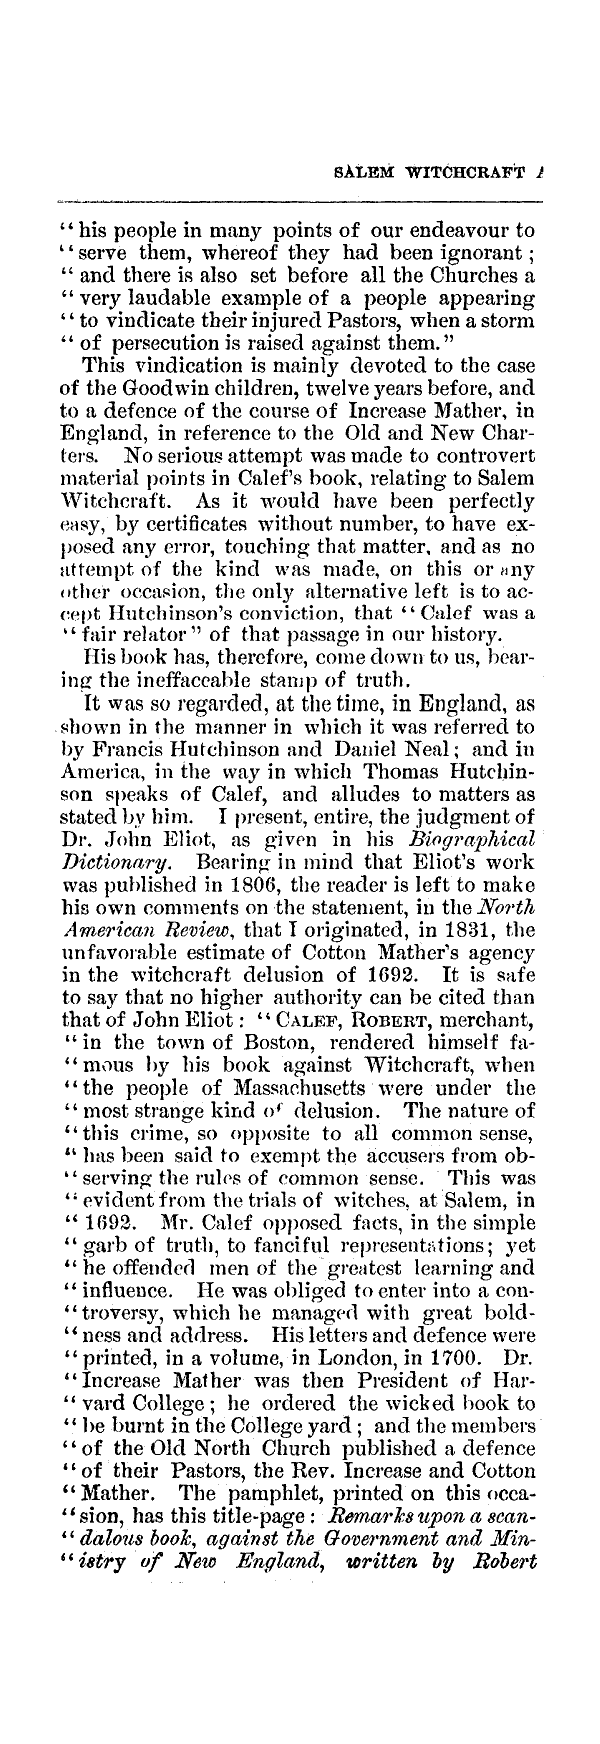 SALEM WITCHCRAFT
“ his people in many points of our endeavour to
“ serve them, whereof they had been ignorant ;
“ and there is also set before all the Churches a
“ very laudable example of a people appearing
“ to vindicate their injured Pastors, when a storm
“ of persecution is raised against them.”
This vindication is mainly devoted to the case
of the Goodwin children, twelve years before, and
to a defence of the course of Increase Mather, in
England, in reference to the Old and New Char-
ters. No serious attempt was made to controvert
material points in Calef's book, relating to Salem
Witchcraft. As it would have been perfectly
easy, by certificates without number, to have ex-
posed any error, touching that matter, and as no
attempt of the kind was made, on this or any
other occasion, the only alternative left is to ac-
cept Hutchinson's conviction, that “ Calef was a
“ fair relator ” of that passage in our history.
His book has, therefore, come down to us, bear-
ing the ineffaceable stamp of truth.
It was so regarded, at the time, in England, as
shown in the manner in which it was referred to
by Francis Hutchinson and Daniel Neal ; and in
America, in the way in which Thomas Hutchin-
son speaks of Calef, and alludes to matters as
stated by him. I present, entire, the judgment of
Dr. John Eliot, as given in his Biographical
Dictionary. Bearing in mind that Eliot's work
was published in 1806, the reader is left to make
his own comments on the statement, in the North
American Review, that I originated, in 1831, the
unfavorable estimate of Cotton Mather's agency
in the witchcraft delusion of 1692. It is safe
to say that no higher authority can be cited than
that of John Eliot : “ CALEF, ROBERT, merchant,
“ in the town of Boston, rendered himself fa-
“ mous by his book against Witchcraft, when
“ the people of Massachusetts were under the
“ most strange kind of delusion. The nature of
“ this crime, so opposite to all common sense,
“ has been said to exempt the accusers from ob-
“ serving the rules of common sense. This was
“ evident from the trials of witches, at Salem, in
“ 1692. Mr. Calef opposed facts, in the simple
“ garb of truth, to fanciful representations ; yet
“ he offended men of the greatest learning and
“ influence. He was obliged to enter into a con-
“ troversy, which he managed with great bold-
“ ness and address. His letters and defence were
“ printed, in a volume, in London, in 1700. Dr.
“ Increase Mather was then President of Har-
“ vard College ; he ordered the wicked book to
“ be burnt in the College yard ; and the members
“ of the Old North Church published a defence
“ of their Pastors, the Rev. Increase and Cotton
“ Mather. The pamphlet, printed on this occa-
“ sion, has this title-page : Remarks upon a scan-
“ dalous book, against the Government and Min-
“ istry of New England, written by Robert